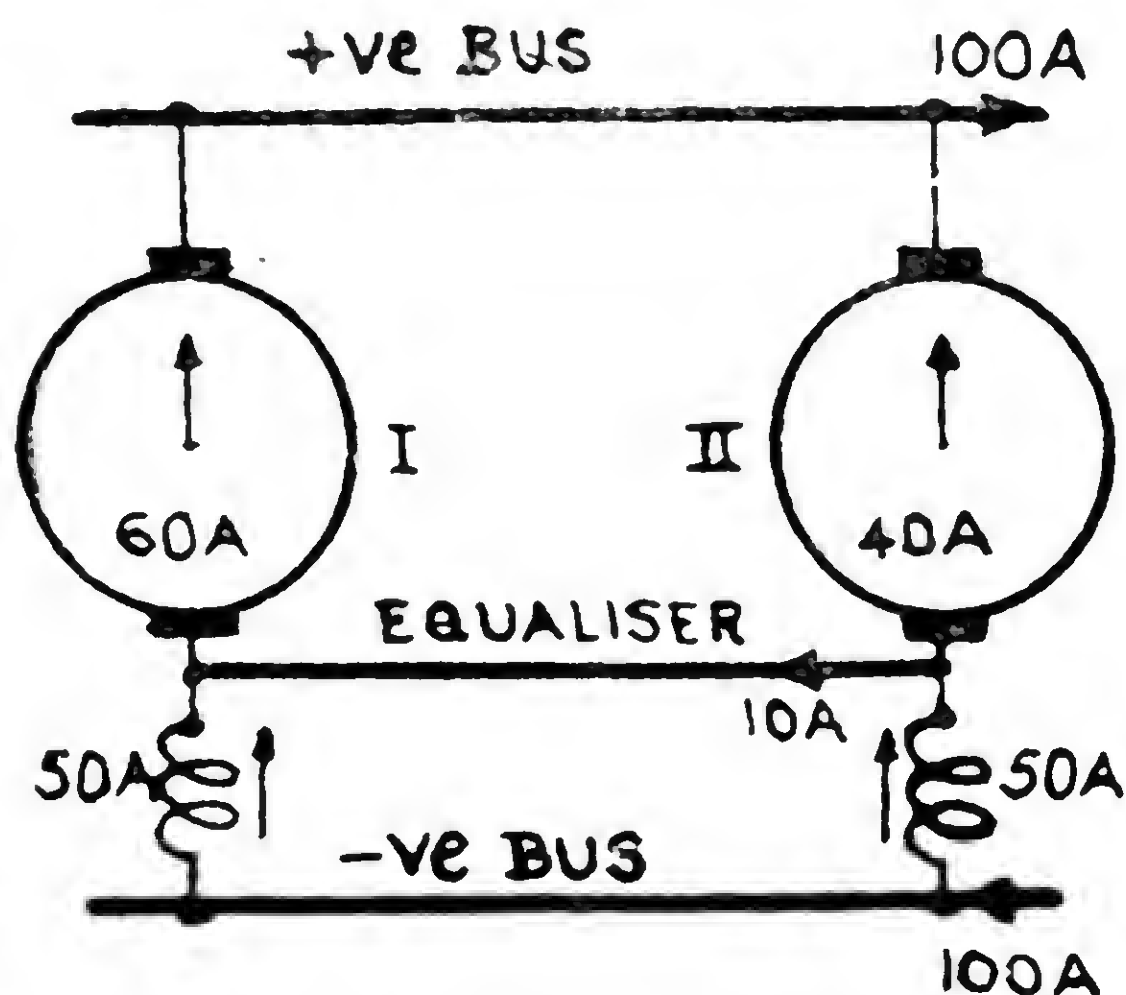 +ve BUS 100A
I II
60A 40A
EQUALISER
10A
50A 50A
-ve BUS
100A